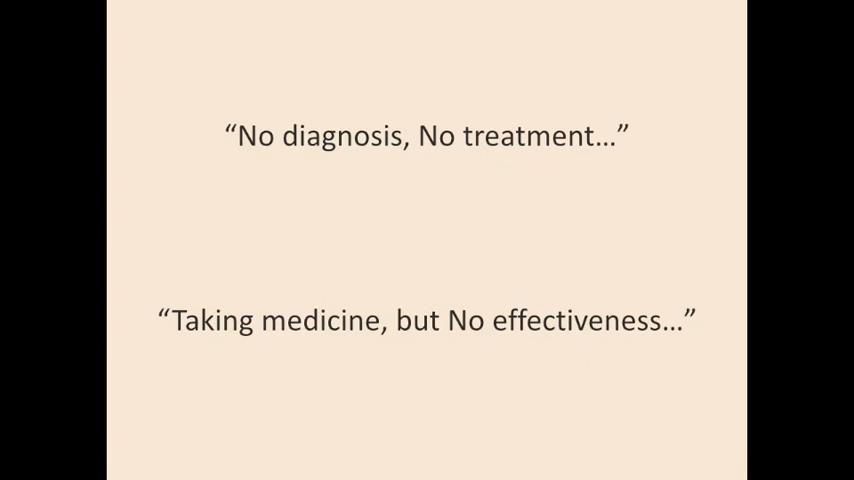 “No diagnosis, No treatment…”
“Taking medicine, but No effectiveness…”